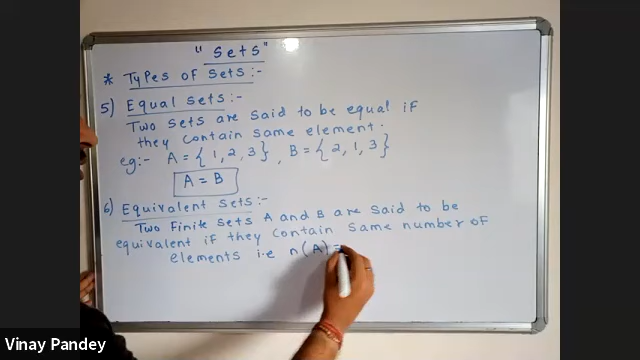 "Sets"
* Types of Sets:-
5) Equal Sets:-
Two sets are said to be equal if
they contain same element.
eg:- A = { 1, 2, 3 } , B = { 2, 1, 3 }
A = B
6) Equivalent Sets:-
Two Finite Sets A and B are said to be
equivalent if they contain same number of
elements i.e n(A) =
Vinay Pandey